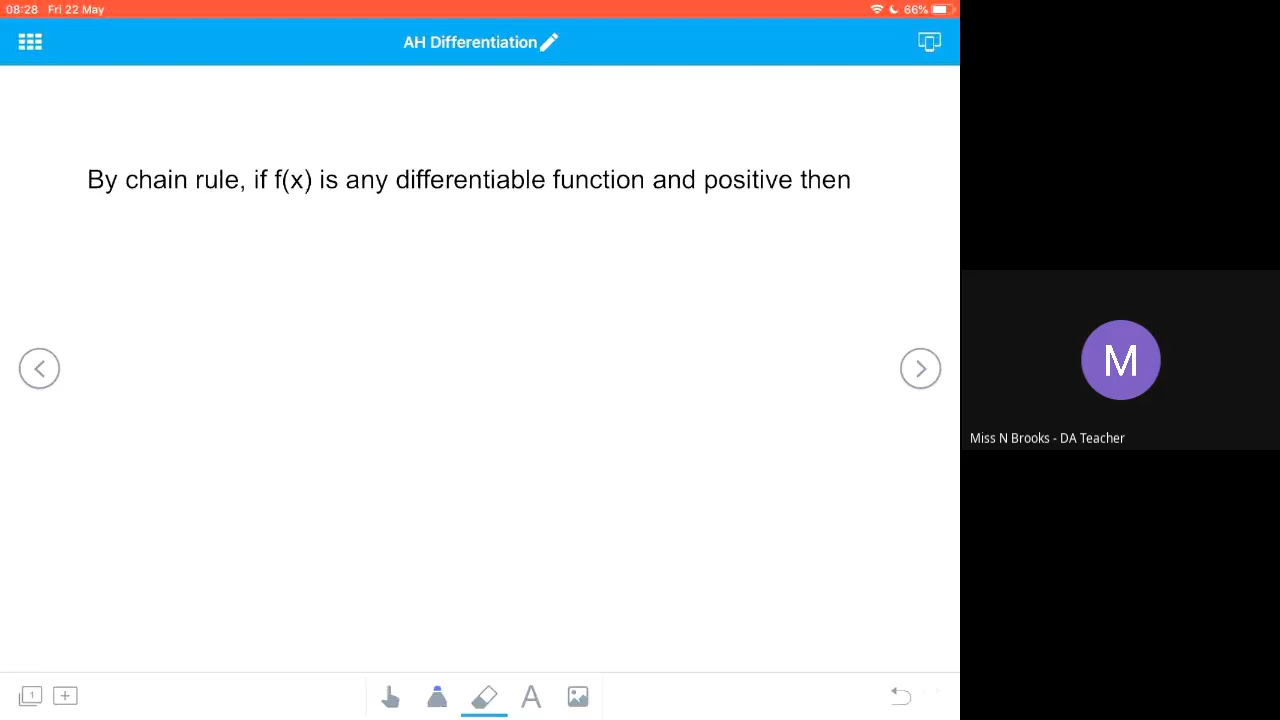 08:28 Fri 22 May
66%
AH Differentiation
By chain rule, if f(x) is any differentiable function and positive then
M
Miss N Brooks - DA Teacher
1
A